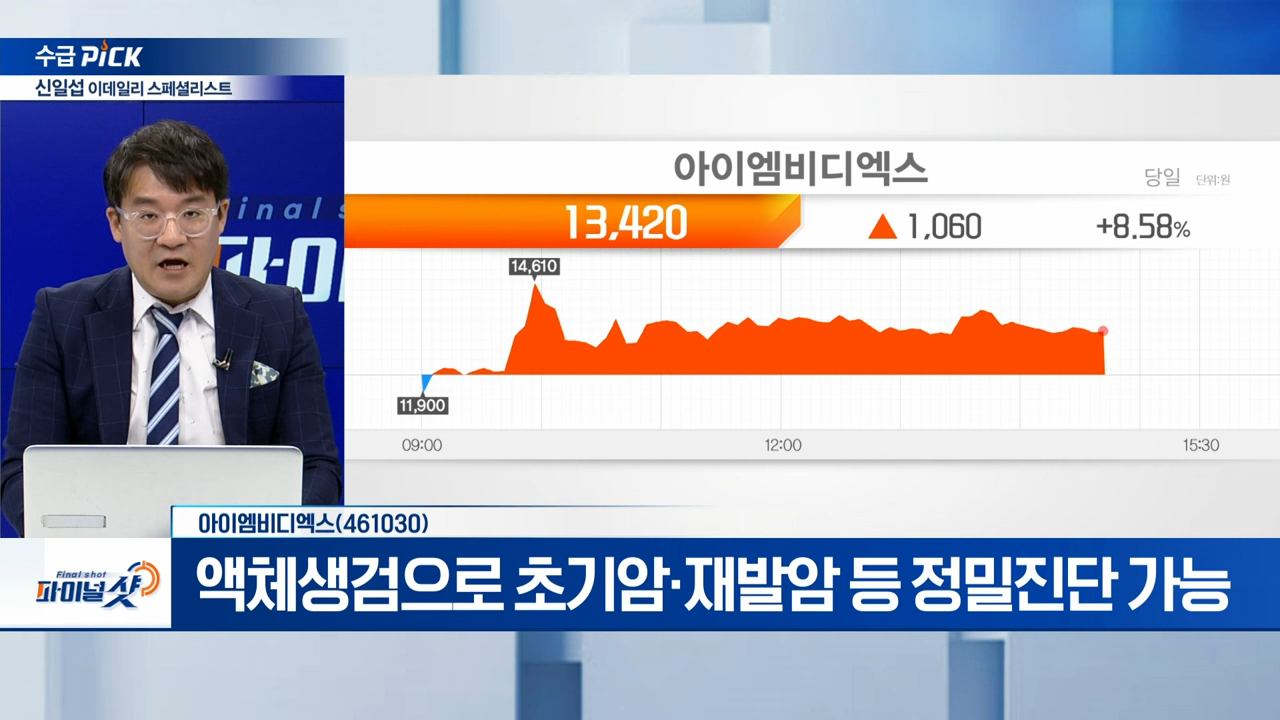 수급 PiCK
신일섭 이데일리 스페셜리스트
inal s
파이
아이엠비디엑스
당일 단위:원
13,420 ▲ 1,060 +8.58%
14,610
11,900
09:00 12:00 15:30
아이엠비디엑스(461030)
Final shot
파이널샷
액체생검으로 초기암·재발암 등 정밀진단 가능